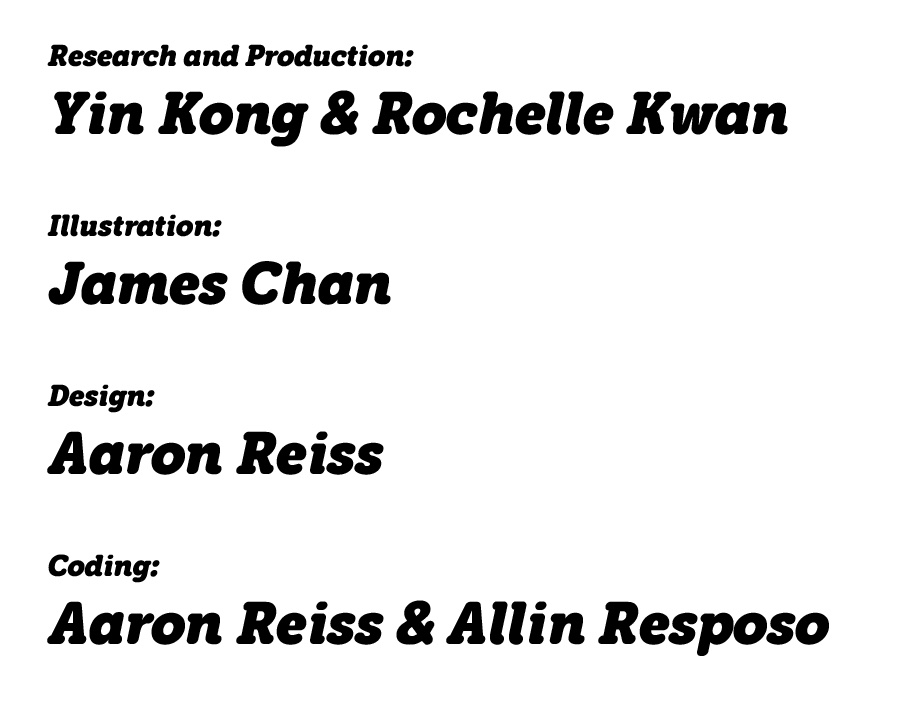 Research and Production:
Yin Kong & Rochelle Kwan
Illustration:
James Chan
Design:
Aaron Reiss
Coding:
Aaron Reiss & Allin Resposo